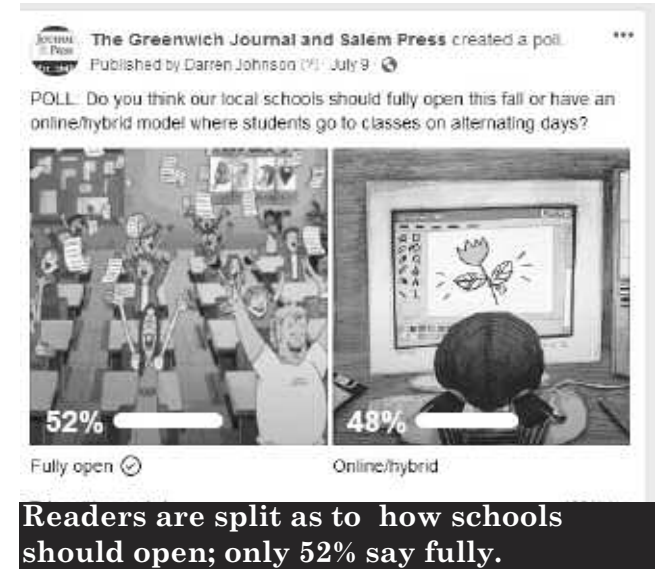 Journal
& Press
The Greenwich Journal and Salem Press created a poll.
Published by Darren Johnson [?] · July 9 ·
POLL: Do you think our local schools should fully open this fall or have an
online/hybrid model where students go to classes on alternating days?
52%
48%
Fully open
Online/hybrid
Readers are split as to how schools
should open; only 52% say fully.